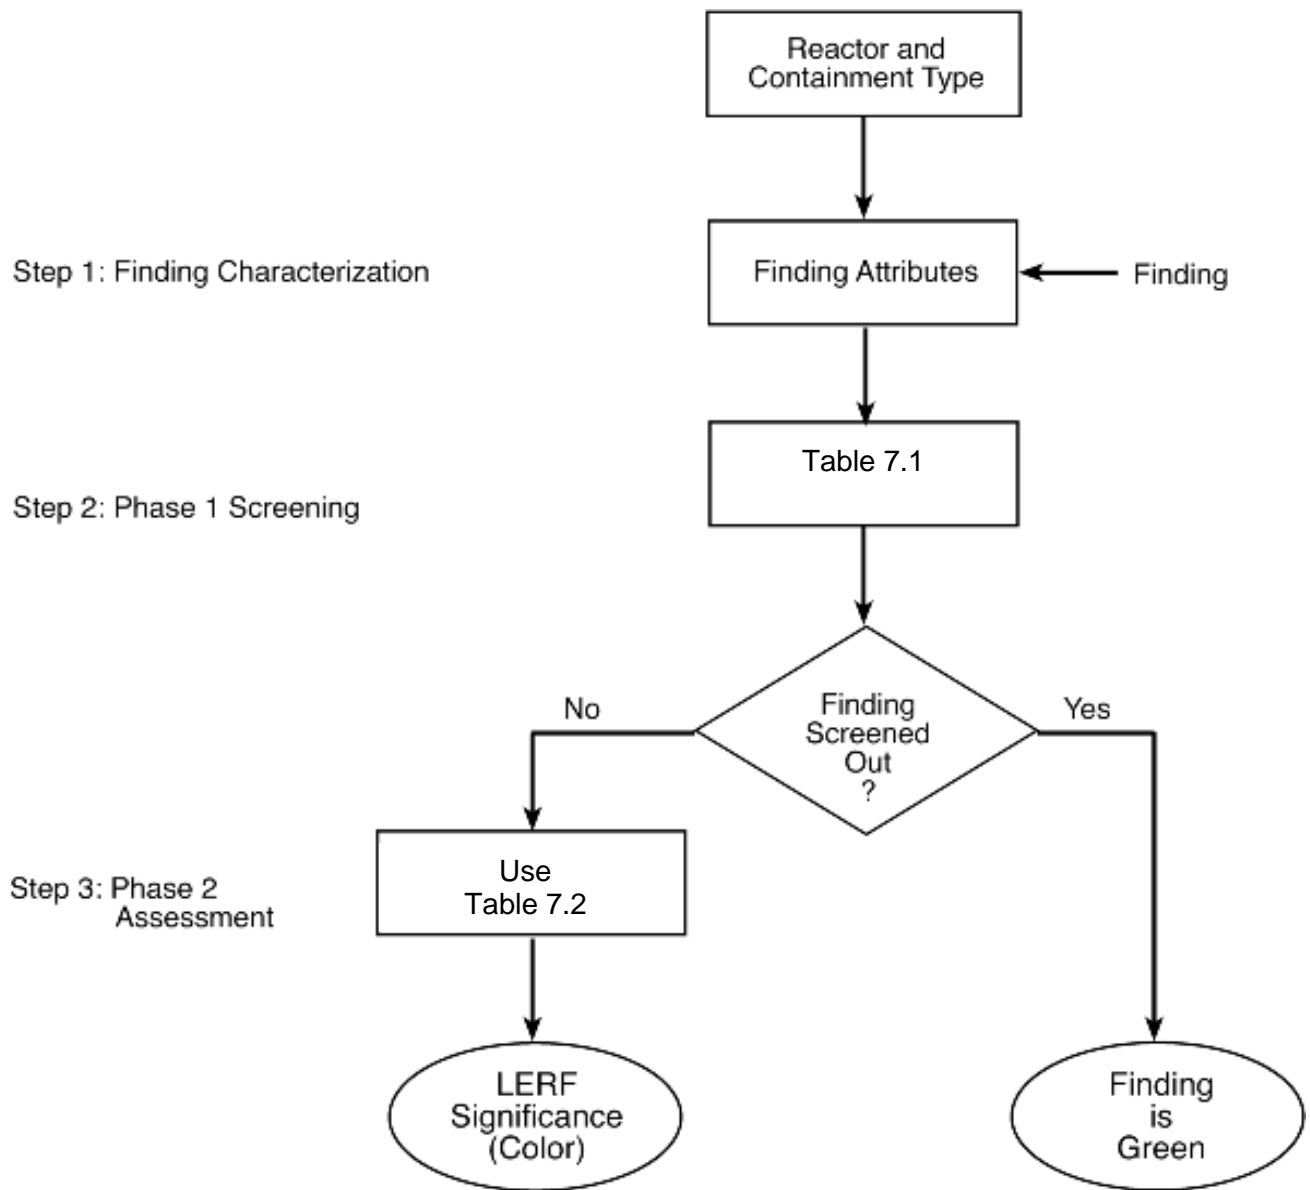 Reactor and
Containment Type
Step 1: Finding Characterization
Finding Attributes
Finding
Table 7.1
Step 2: Phase 1 Screening
No
Finding
Screened
Out
?
Yes
Use
Table 7.2
Step 3: Phase 2
Assessment
LERF
Significance
(Color)
Finding
is
Green